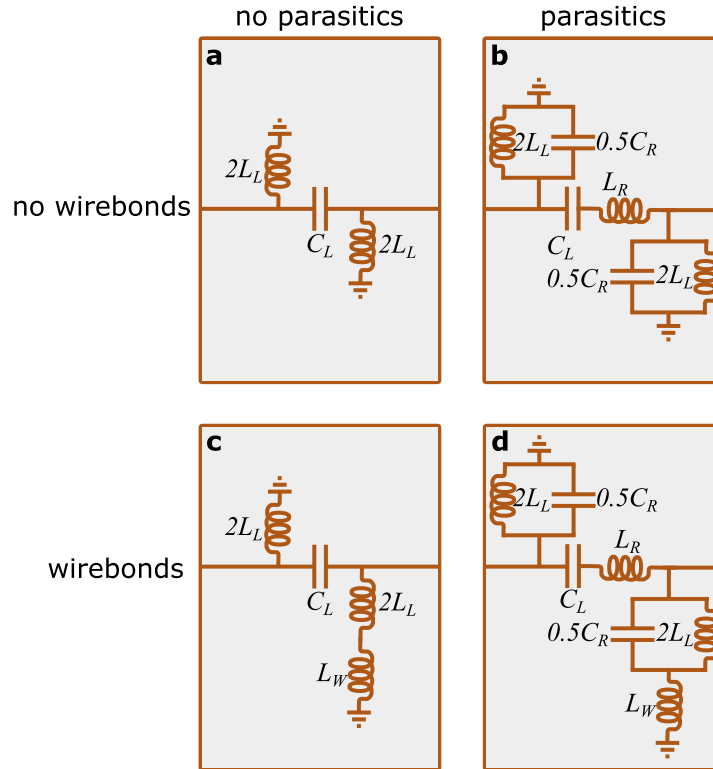 no parasitics
parasitics
no wirebonds
a
2L_L
C_L
2L_L
b
2L_L
0.5C_R
L_R
C_L
0.5C_R
2L_L
wirebonds
c
2L_L
C_L
2L_L
L_W
d
2L_L
0.5C_R
L_R
C_L
0.5C_R
2L_L
L_W